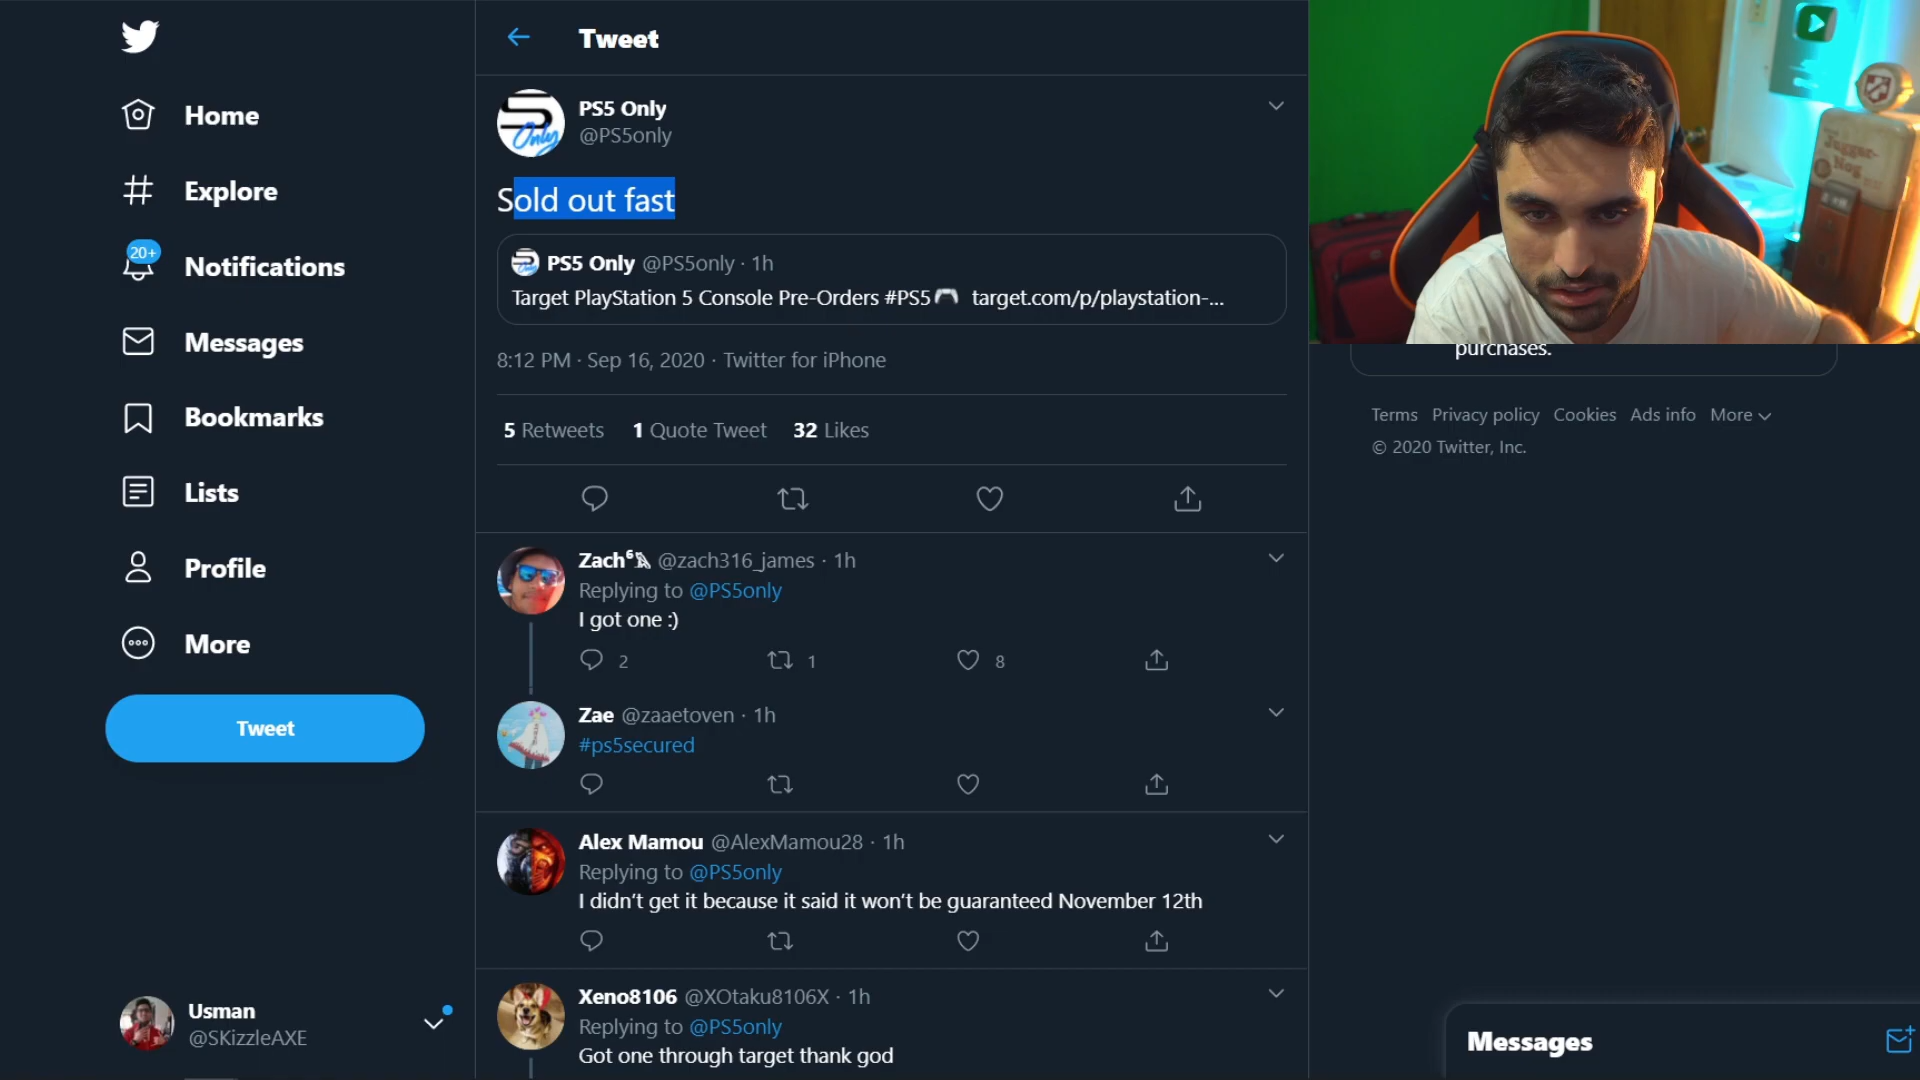 Tweet
PS5 Only
@PS5only
Sold out fast
PS5 Only @PS5only · 1h
Target PlayStation 5 Console Pre-Orders #PS5🎮 target.com/p/playstation-...
8:12 PM · Sep 16, 2020 · Twitter for iPhone
5 Retweets 1 Quote Tweet 32 Likes
Zach⁶ @zach316_james · 1h
Replying to @PS5only
I got one :)
2 1 8
Zae @zaaetoven · 1h
#ps5secured
Alex Mamou @AlexMamou28 · 1h
Replying to @PS5only
I didn’t get it because it said it won’t be guaranteed November 12th
Xeno8106 @XOtaku8106X · 1h
Replying to @PS5only
Got one through target thank god
Home
Explore
20+
Notifications
Messages
Bookmarks
Lists
Profile
More
Tweet
Usman
@SKizzleAXE
Jugger-
Nog
purchases.
Terms Privacy policy Cookies Ads info More
© 2020 Twitter, Inc.
Messages